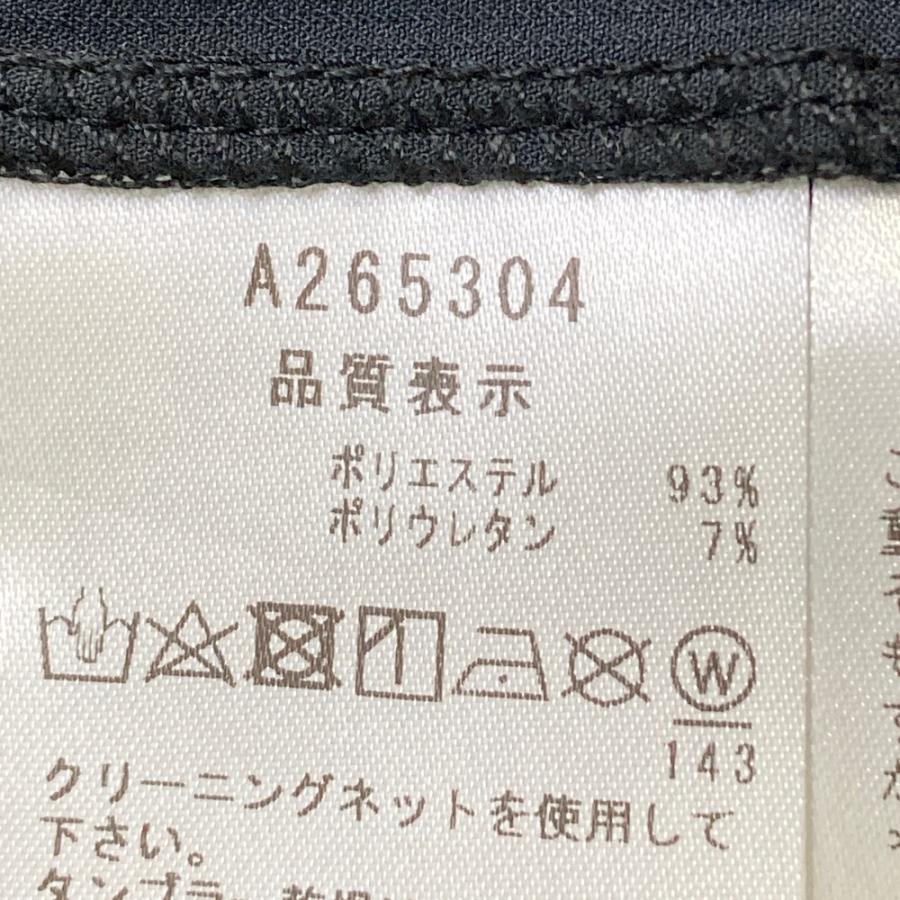 A265304
品質表示
ポリエステル 93%
ポリウレタン 7%
W
143
クリーニングネットを使用して
下さい。